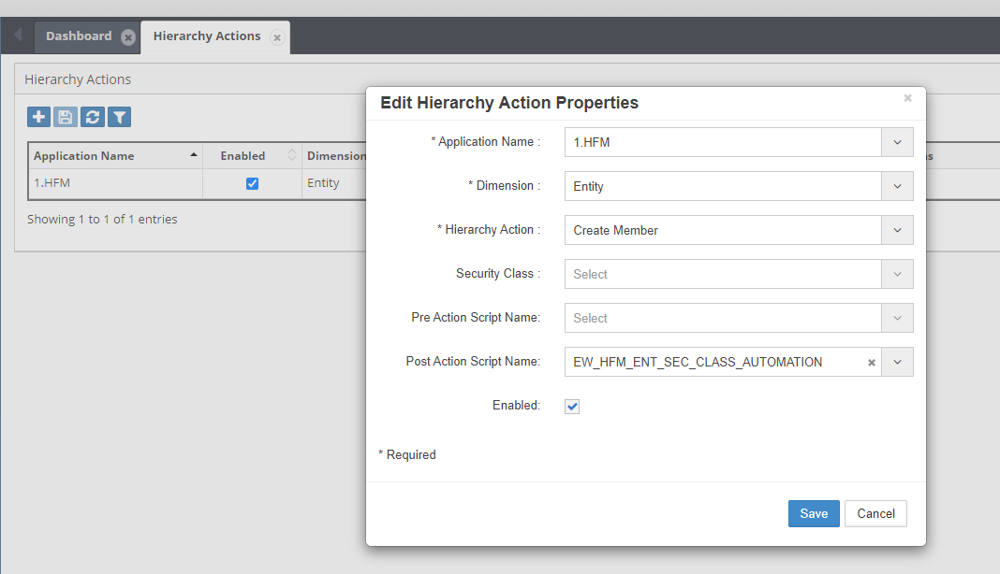 Dashboard
Hierarchy Actions
Hierarchy Actions
Application Name
Enabled
Dimension
1.HFM
Entity
Showing 1 to 1 of 1 entries
Edit Hierarchy Action Properties
* Application Name :
1.HFM
* Dimension :
Entity
* Hierarchy Action :
Create Member
Security Class :
Select
Pre Action Script Name:
Select
Post Action Script Name:
EW_HFM_ENT_SEC_CLASS_AUTOMATION
Enabled:
* Required
Save
Cancel